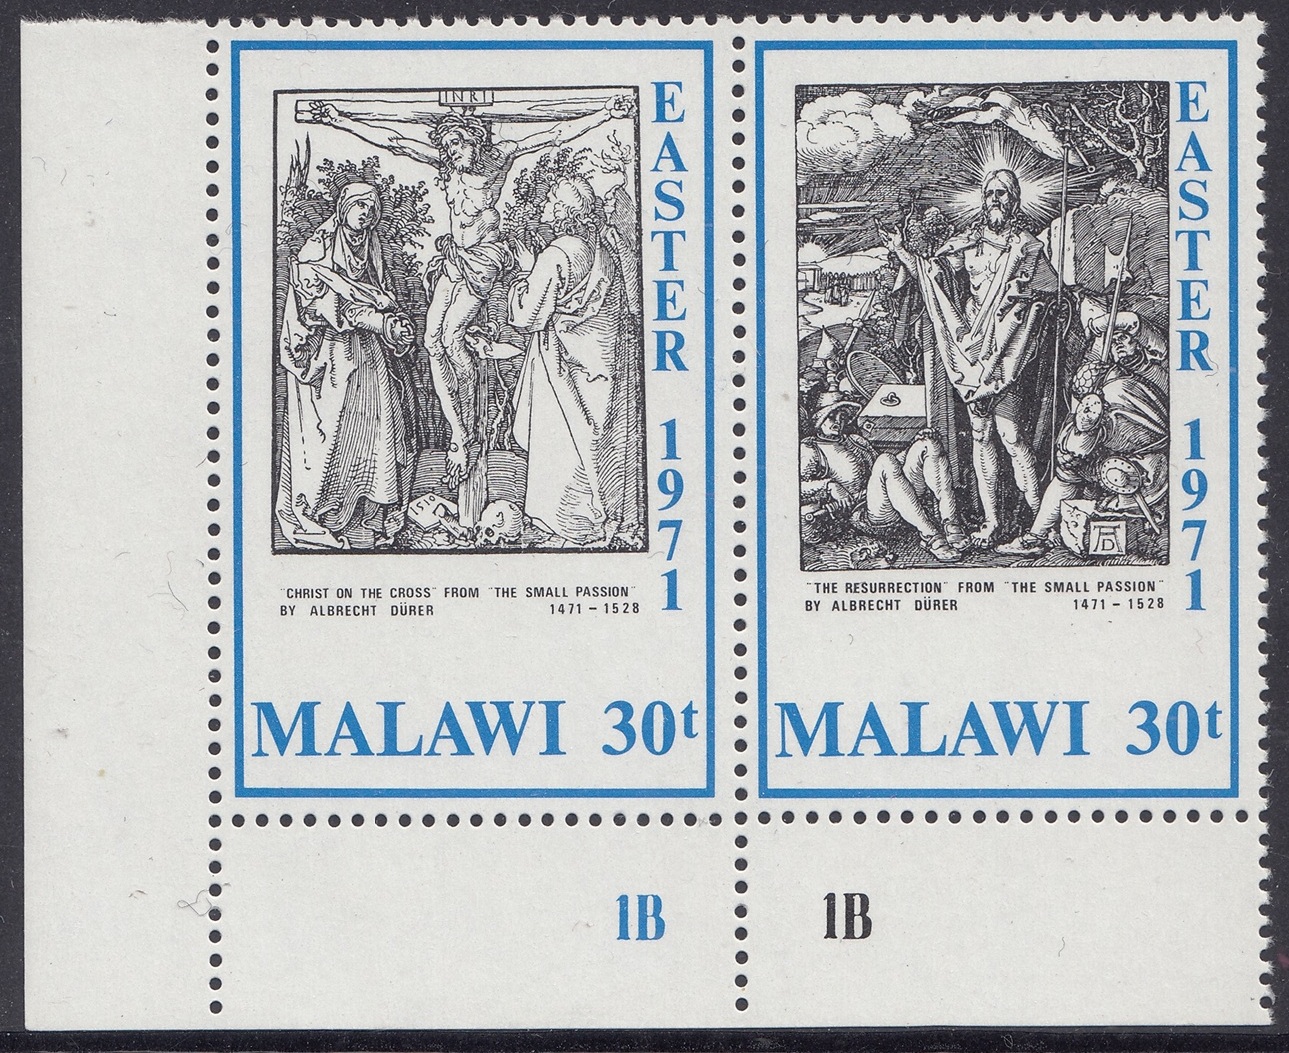 INRI
EASTER 1971
"CHRIST ON THE CROSS" FROM "THE SMALL PASSION"
BY ALBRECHT DÜRER 1471 – 1528
MALAWI 30t
EASTER 1971
AD
"THE RESURRECTION" FROM "THE SMALL PASSION"
BY ALBRECHT DÜRER 1471 – 1528
MALAWI 30t
1B
1B